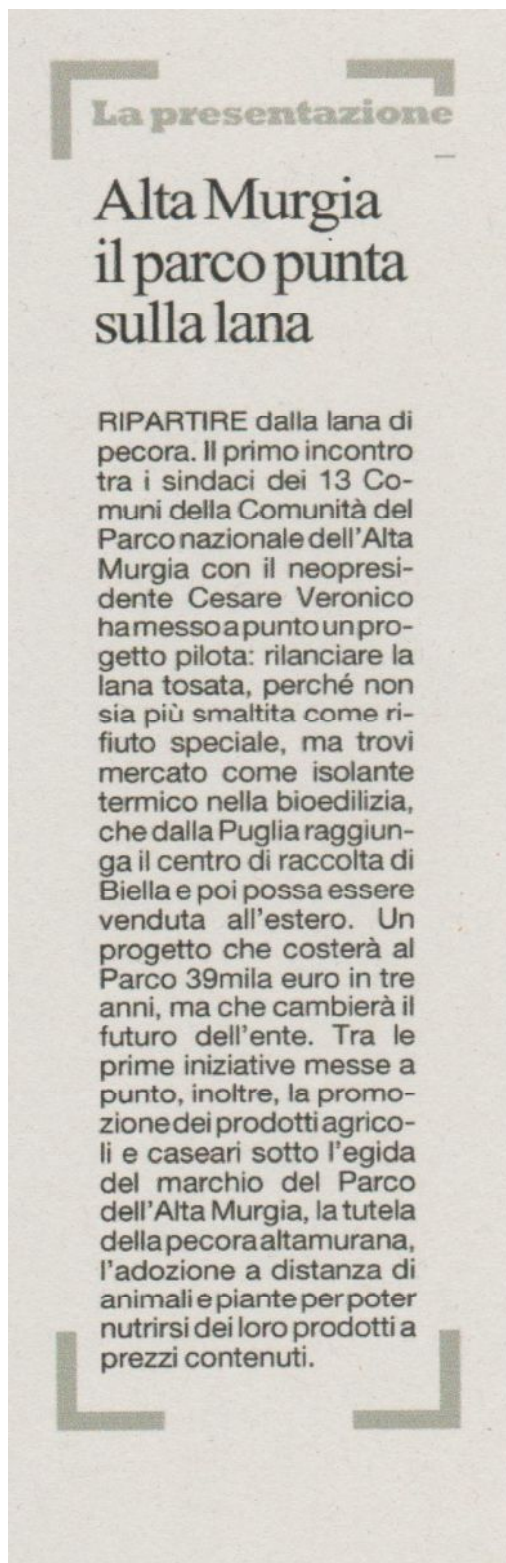 La presentazione
Alta Murgia
il parco punta
sulla lana
RIPARTIRE dalla lana di
pecora. Il primo incontro
tra i sindaci dei 13 Co-
muni della Comunità del
Parco nazionale dell'Alta
Murgia con il neopresi-
dente Cesare Veronico
ha messo a punto un pro-
getto pilota: rilanciare la
lana tosata, perché non
sia più smaltita come ri-
fiuto speciale, ma trovi
mercato come isolante
termico nella bioedilizia,
che dalla Puglia raggiun-
ga il centro di raccolta di
Biella e poi possa essere
venduta all'estero. Un
progetto che costerà al
Parco 39mila euro in tre
anni, ma che cambierà il
futuro dell'ente. Tra le
prime iniziative messe a
punto, inoltre, la promo-
zione dei prodotti agrico-
li e caseari sotto l'egida
del marchio del Parco
dell'Alta Murgia, la tutela
della pecora altamurana,
l'adozione a distanza di
animali e piante per poter
nutrirsi dei loro prodotti a
prezzi contenuti.